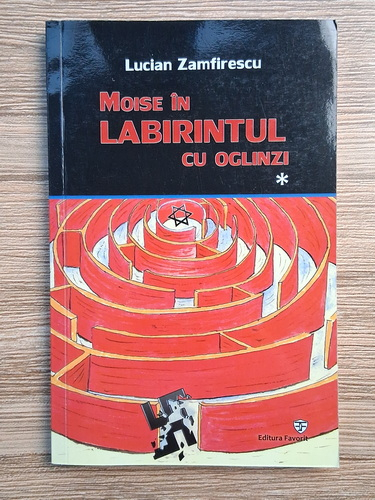 Lucian Zamfirescu
MOISE ÎN
LABIRINTUL
CU OGLINZI
*
Editura Favorit